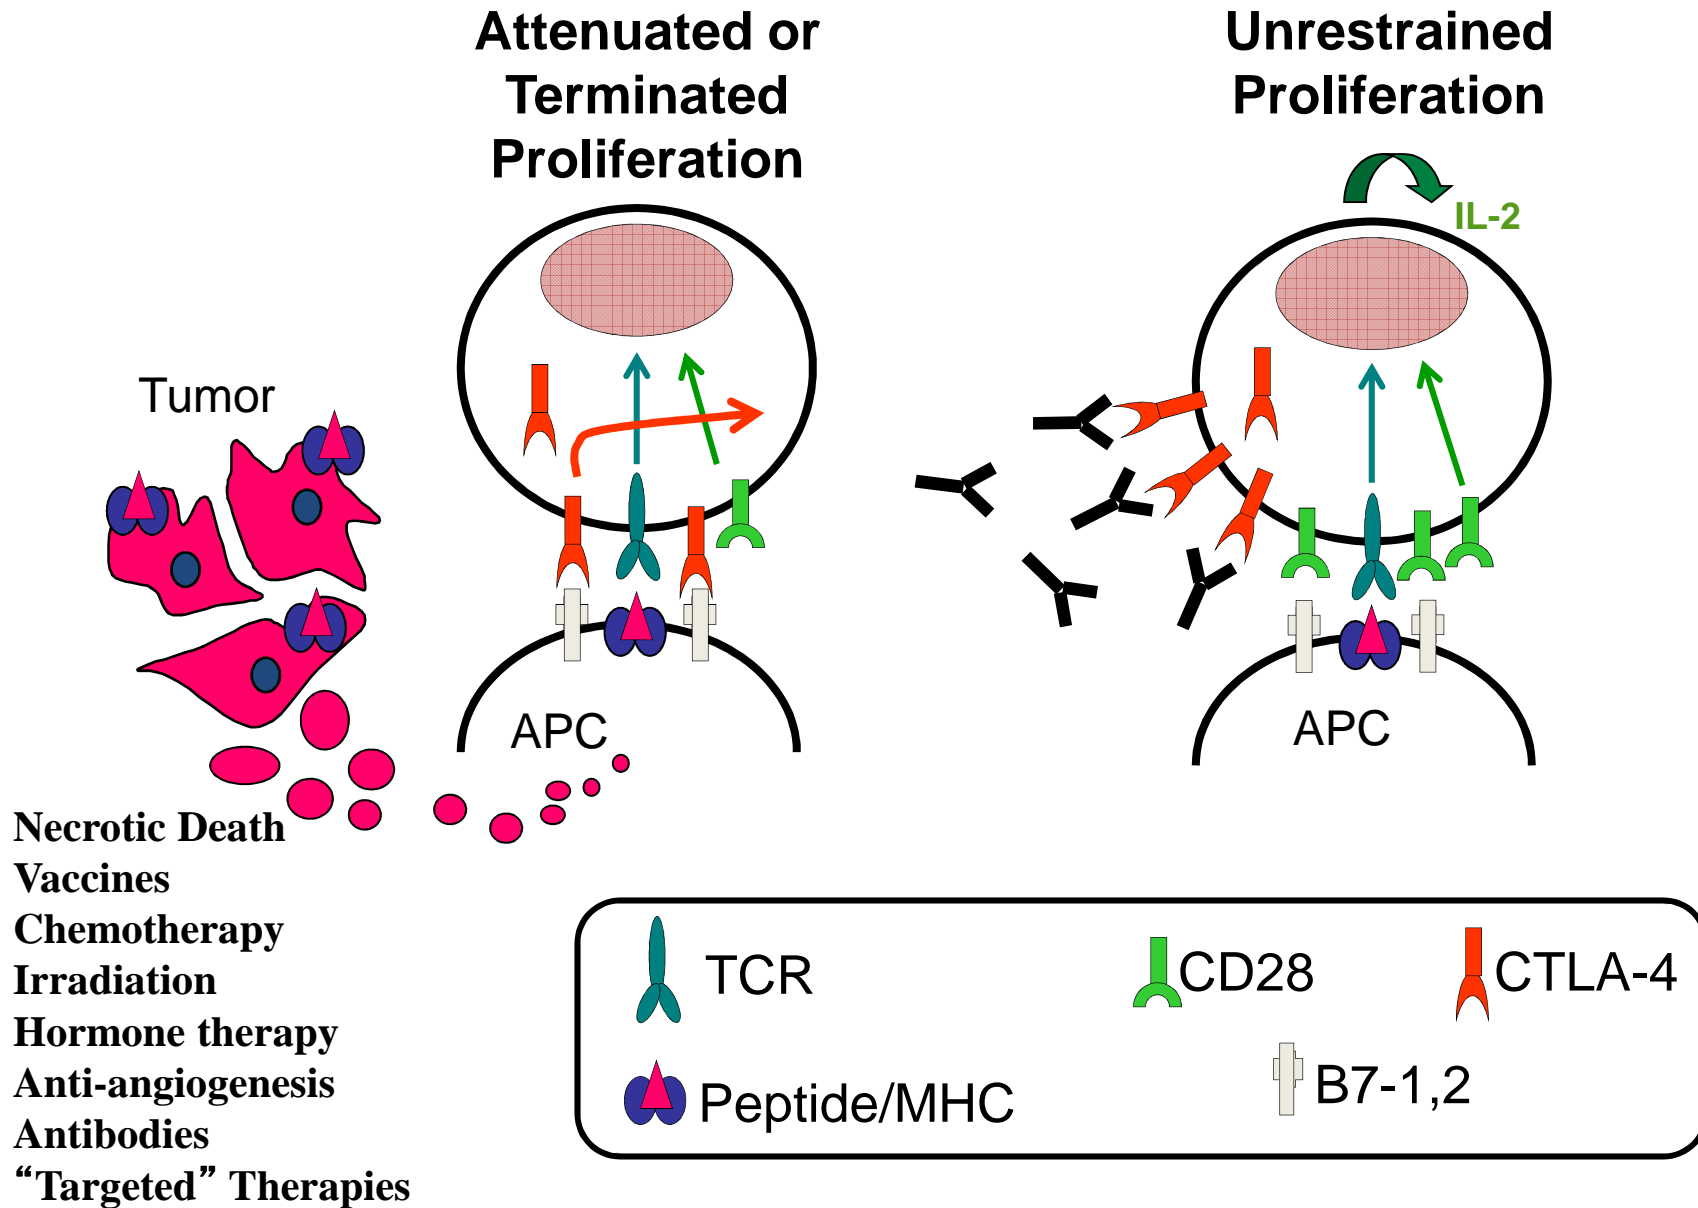 Attenuated or
Terminated
Proliferation
Unrestrained
Proliferation
IL-2
Tumor
APC
APC
Necrotic Death
Vaccines
Chemotherapy
Irradiation
Hormone therapy
Anti-angiogenesis
Antibodies
“Targeted” Therapies
TCR
CD28
CTLA-4
Peptide/MHC
B7-1,2